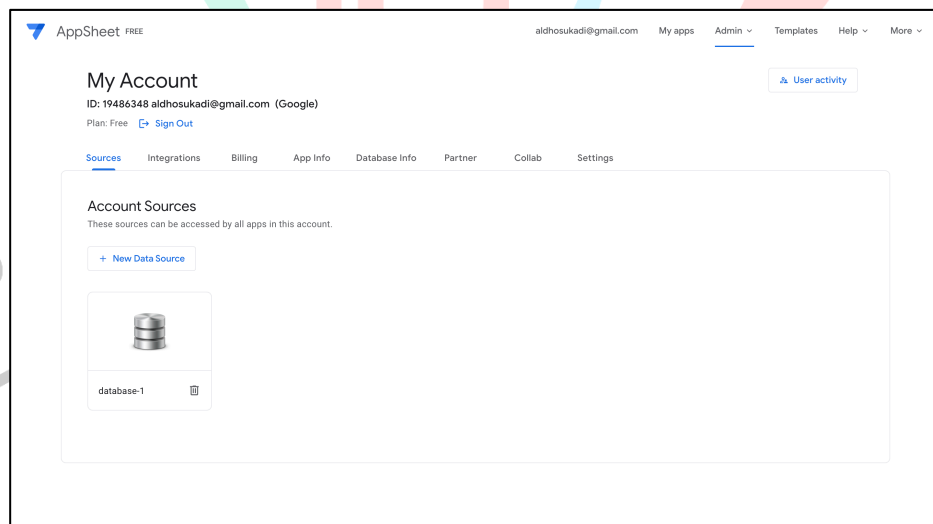 AppSheet FREE
aldhosukadi@gmail.com My apps Admin Templates Help More
My Account
User activity
ID: 19486348 aldhosukadi@gmail.com (Google)
Plan: Free Sign Out
Sources Integrations Billing App Info Database Info Partner Collab Settings
Account Sources
These sources can be accessed by all apps in this account.
+ New Data Source
database-1